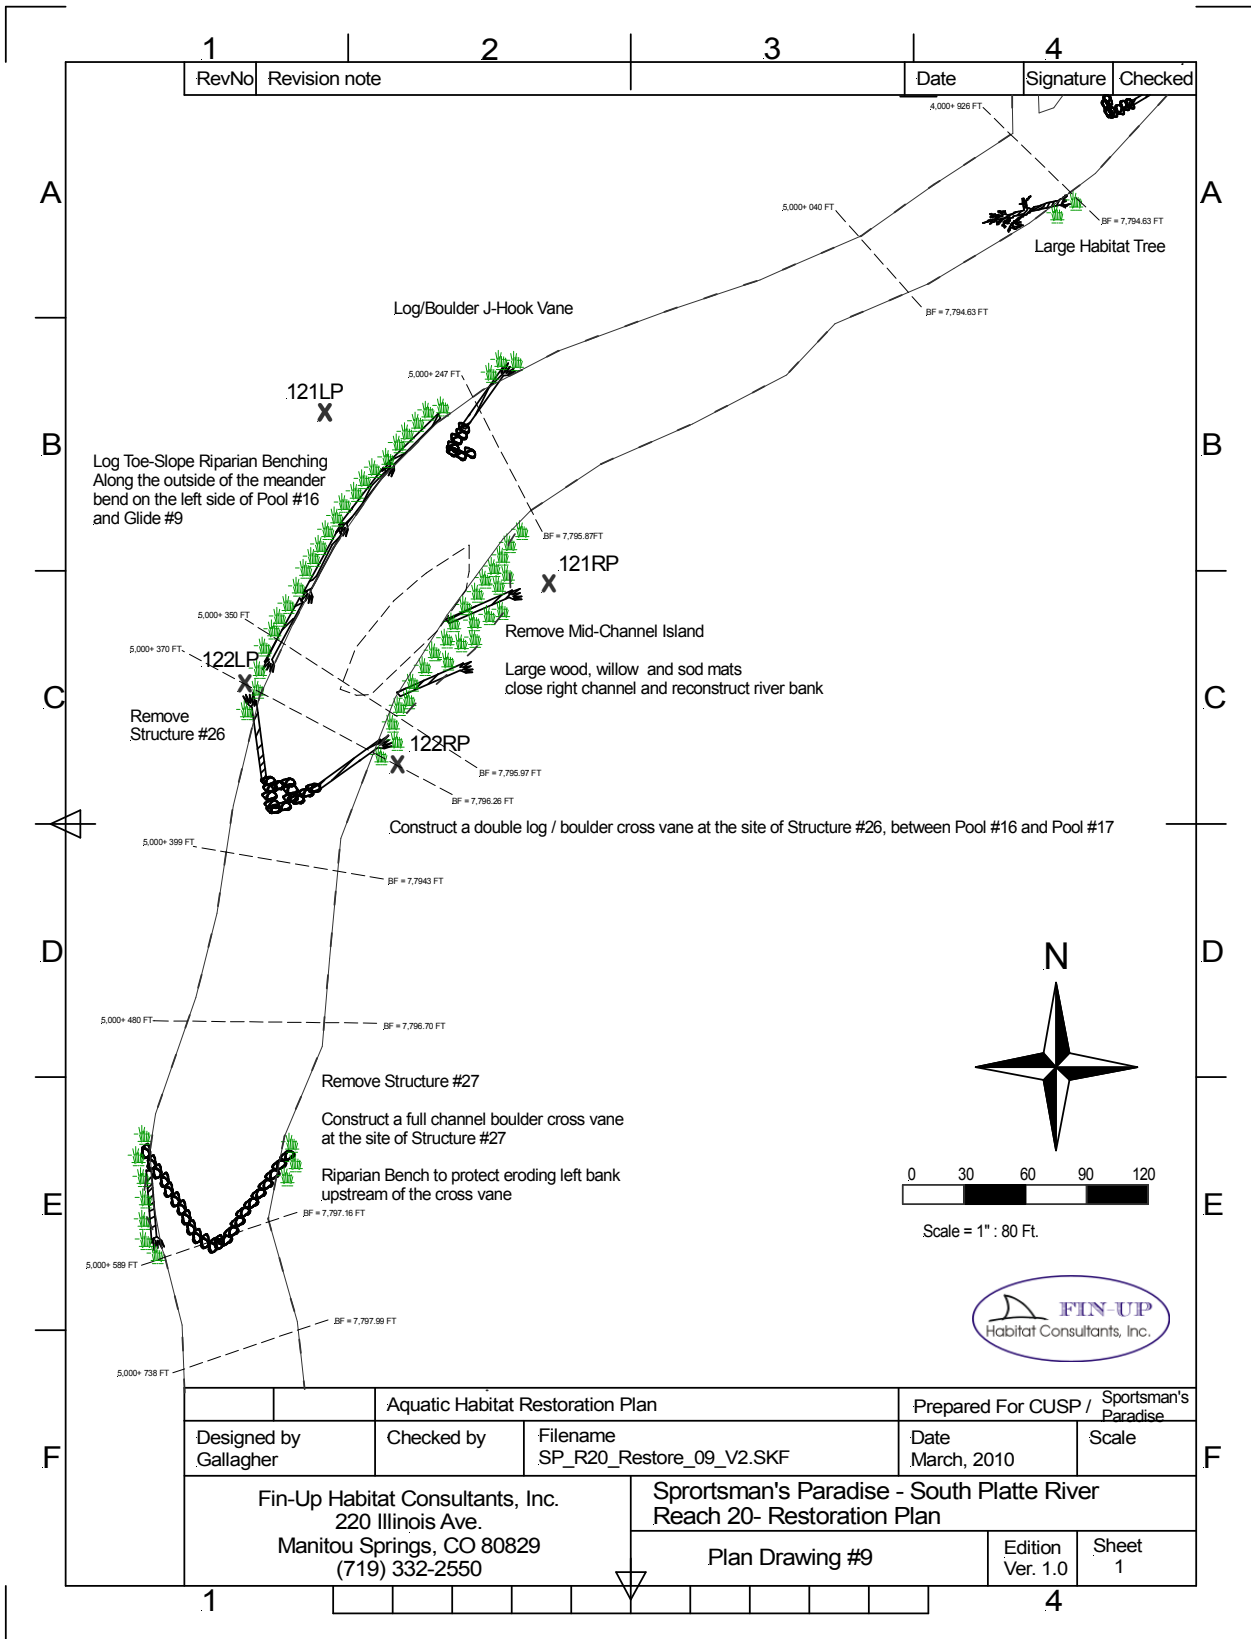 1 2 3 4
RevNo Revision note Date Signature Checked
4,000+ 926 FT
A A
5,000+ 040 FT
BF = 7,794.63 FT
Large Habitat Tree
Log/Boulder J-Hook Vane
BF = 7,794.63 FT
5,000+ 247 FT
121LP
X
B B
Log Toe-Slope Riparian Benching
Along the outside of the meander
bend on the left side of Pool #16
and Glide #9
BF = 7,795.87FT
121RP
X
5,000+ 350 FT
Remove Mid-Channel Island
5,000+ 370 FT
122LP
X
Large wood, willow and sod mats
close right channel and reconstruct river bank
C C
Remove
Structure #26
122RP
X
BF = 7,795.97 FT
BF = 7,796.26 FT
Construct a double log / boulder cross vane at the site of Structure #26, between Pool #16 and Pool #17
5,000+ 399 FT
BF = 7,7943 FT
D D
N
5,000+ 480 FT
BF = 7,796.70 FT
Remove Structure #27
Construct a full channel boulder cross vane
at the site of Structure #27
Riparian Bench to protect eroding left bank
upstream of the cross vane
0 30 60 90 120
E E
BF = 7,797.16 FT
Scale = 1" : 80 Ft.
5,000+ 589 FT
FIN-UP
Habitat Consultants, Inc.
BF = 7,797.99 FT
5,000+ 738 FT
Aquatic Habitat Restoration Plan
Prepared For CUSP / Sportsman's
Paradise
Designed by
Gallagher
Checked by
Filename
SP_R20_Restore_09_V2.SKF
Date
March, 2010
Scale
F F
Fin-Up Habitat Consultants, Inc.
220 Illinois Ave.
Manitou Springs, CO 80829
(719) 332-2550
Sprortsman's Paradise - South Platte River
Reach 20- Restoration Plan
Plan Drawing #9
Edition
Ver. 1.0
Sheet
1
1 4